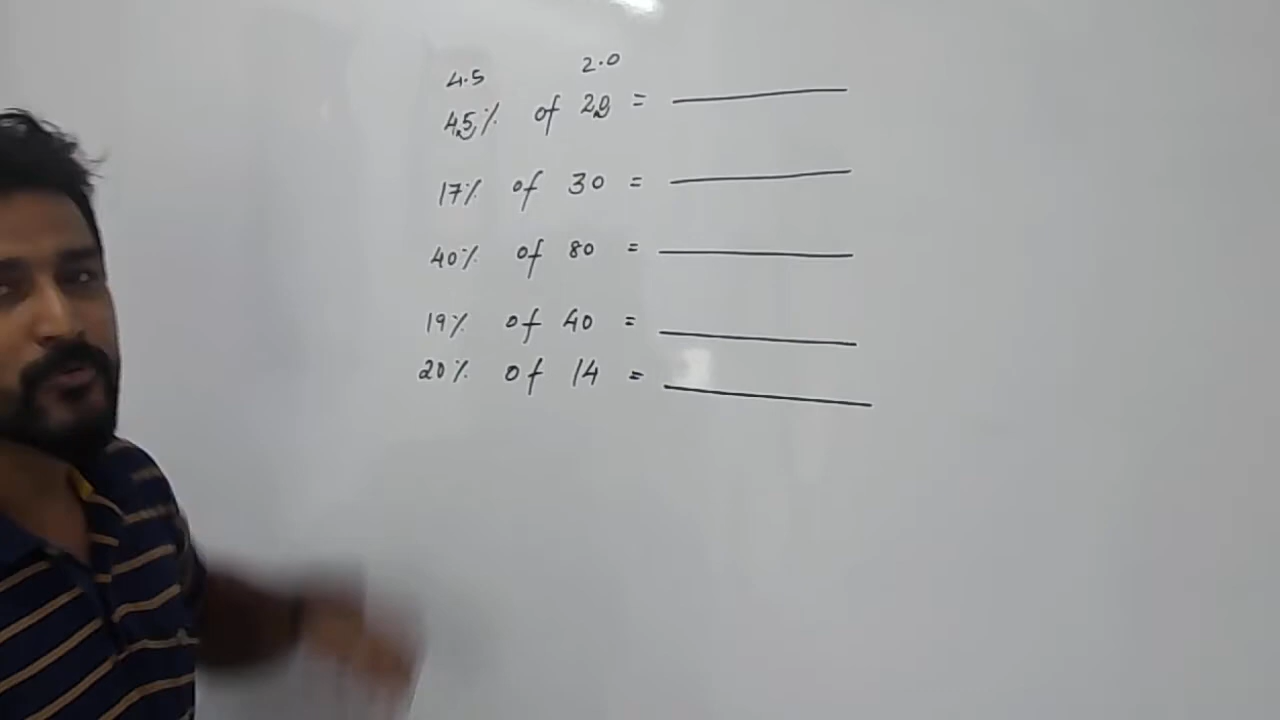 4.5 2.0
45% of 20 =
17% of 30 =
40% of 80 =
19% of 40 =
20% of 14 =